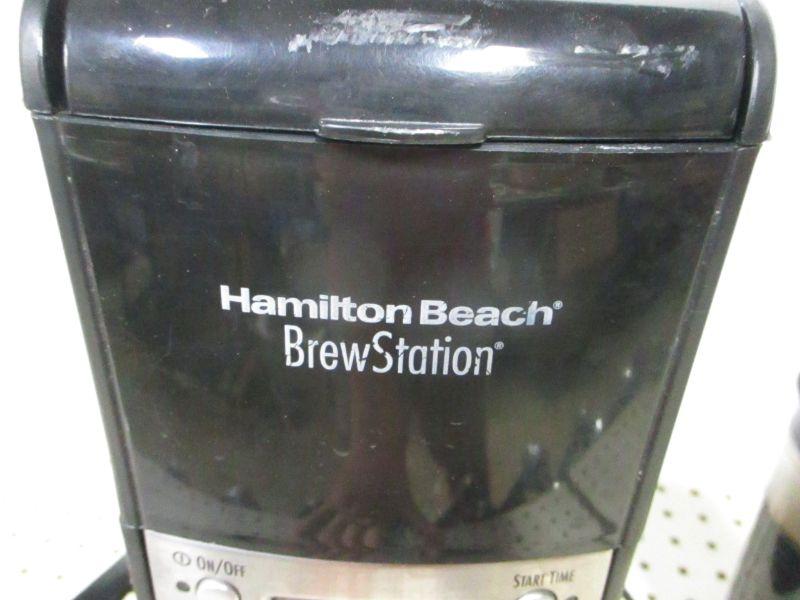 Hamilton Beach®
BrewStation®
ON/OFF
START TIME